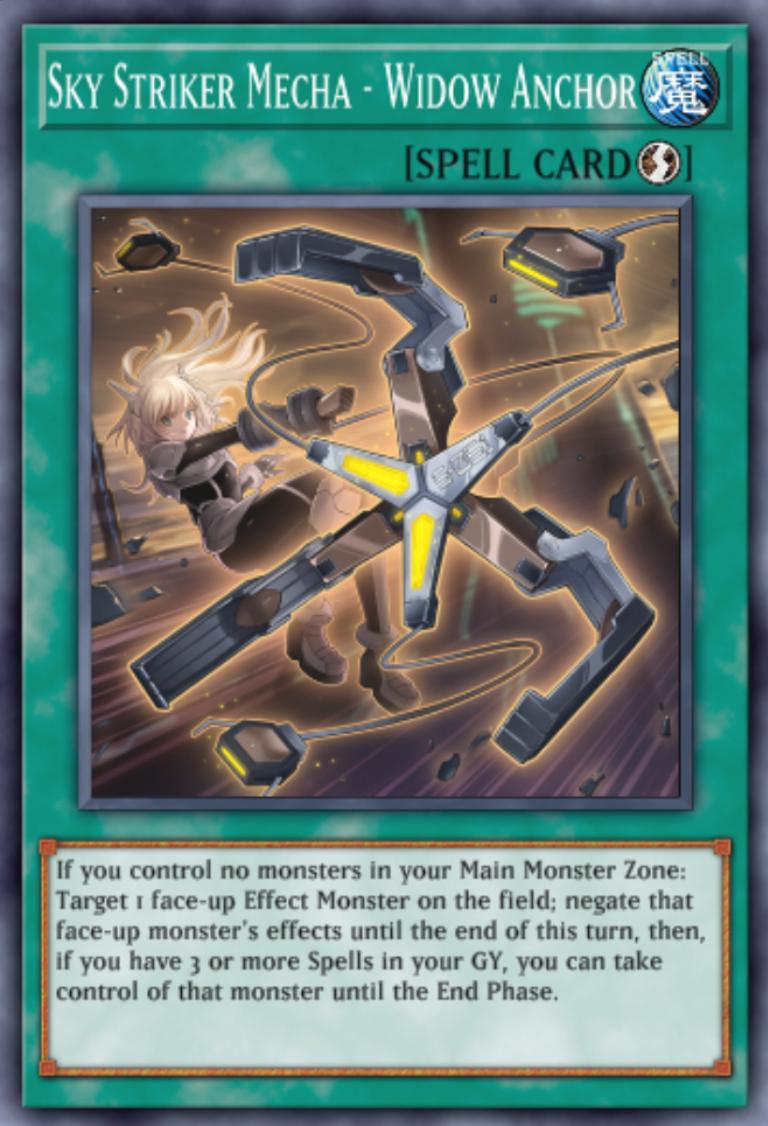 Sky Striker Mecha - Widow Anchor
SPELL
魔
[SPELL CARD]
If you control no monsters in your Main Monster Zone:
Target 1 face-up Effect Monster on the field; negate that
face-up monster's effects until the end of this turn, then,
if you have 3 or more Spells in your GY, you can take
control of that monster until the End Phase.